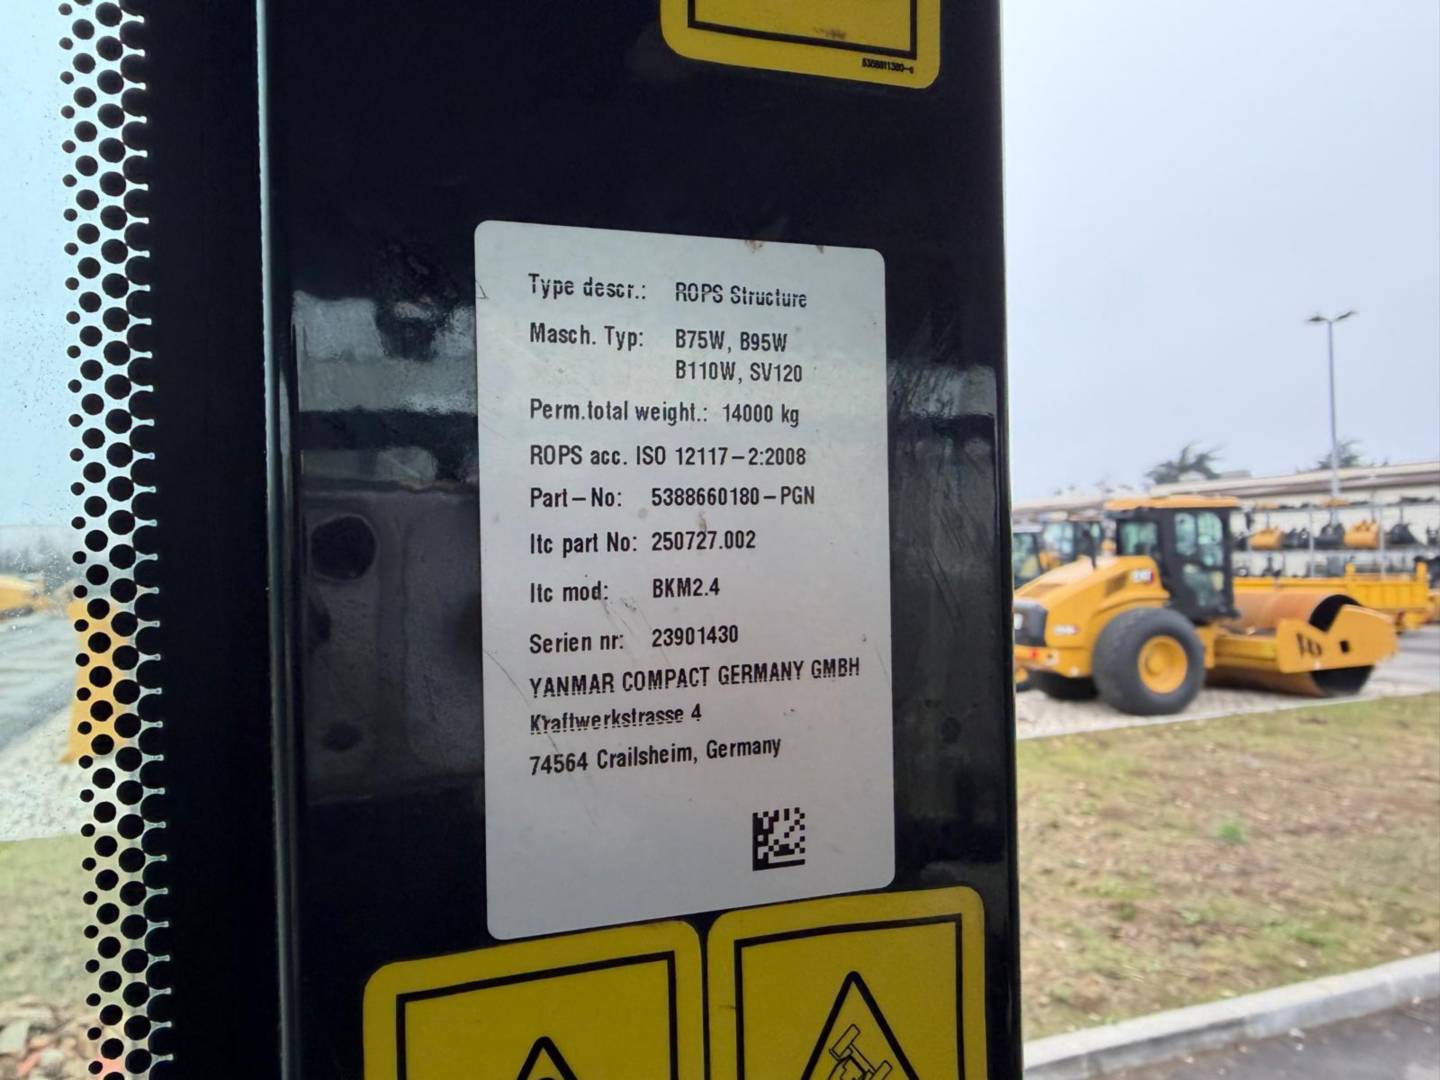 Type descr.: ROPS Structure
Masch. Typ: B75W, B95W
B110W, SV120
Perm.total weight.: 14000 kg
ROPS acc. ISO 12117-2:2008
Part-No: 5388660180-PGN
Itc part No: 250727.002
Itc mod: BKM2.4
Serien nr: 23901430
YANMAR COMPACT GERMANY GMBH
Kraftwerkstrasse 4
74564 Crailsheim, Germany